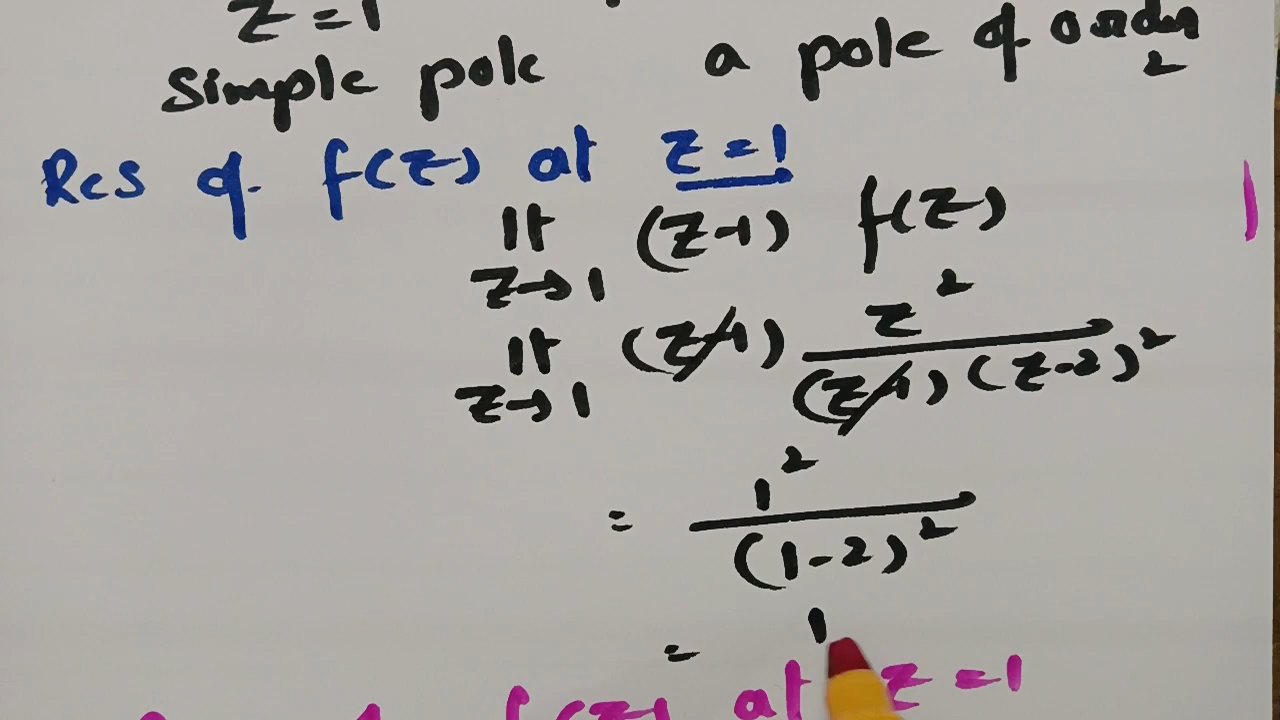 z=1
Simple pole a pole of order 2
Res of f(z) at z=1
lt z→1 (z-1) f(z)
lt z→1 (z-1) z² / (z-1)(z-2)²
= 1² / (1-2)²
= 1
f(z) at z=1